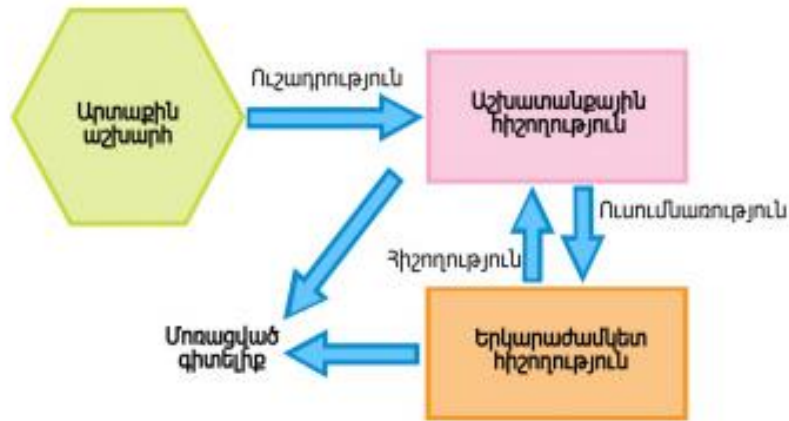 Ուշադրություն
Արտաքին
աշխարհ
Աշխատանքային
հիշողություն
Ուսումնառություն
Հիշողություն
Մոռացված
գիտելիք
Երկարաժամկետ
հիշողություն